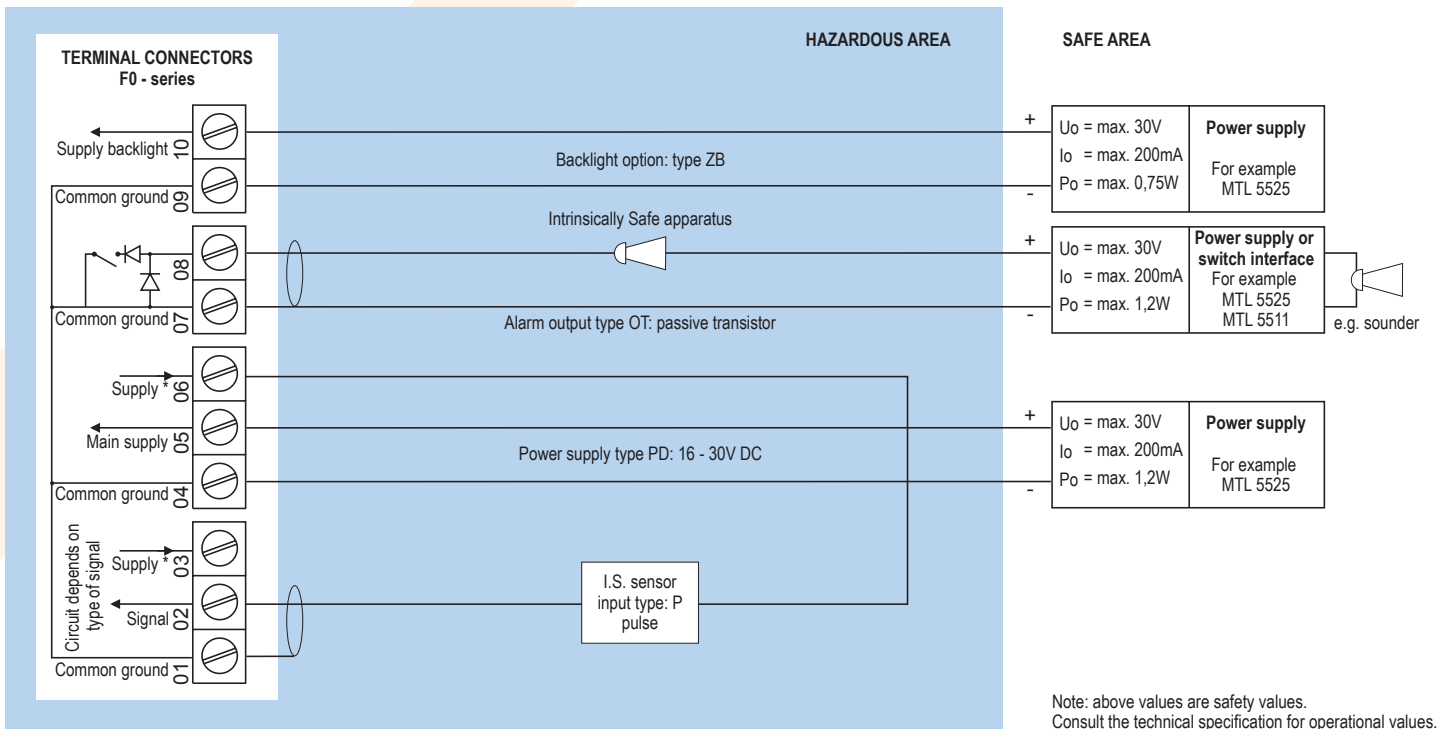 HAZARDOUS AREA
SAFE AREA
TERMINAL CONNECTORS
F0 - series
Supply backlight
10
Common ground
09
08
Common ground
07
Supply *
06
Main supply
05
Common ground
04
Circuit depends on
type of signal
Supply *
03
Signal
02
Common ground
01
Backlight option: type ZB
Intrinsically Safe apparatus
Alarm output type OT: passive transistor
Power supply type PD: 16 - 30V DC
I.S. sensor
input type: P
pulse
+
-
Uo = max. 30V
Io = max. 200mA
Po = max. 0,75W
Power supply
For example
MTL 5525
+
-
Uo = max. 30V
Io = max. 200mA
Po = max. 1,2W
Power supply or
switch interface
For example
MTL 5525
MTL 5511
e.g. sounder
+
-
Uo = max. 30V
Io = max. 200mA
Po = max. 1,2W
Power supply
For example
MTL 5525
Note: above values are safety values.
Consult the technical specification for operational values.